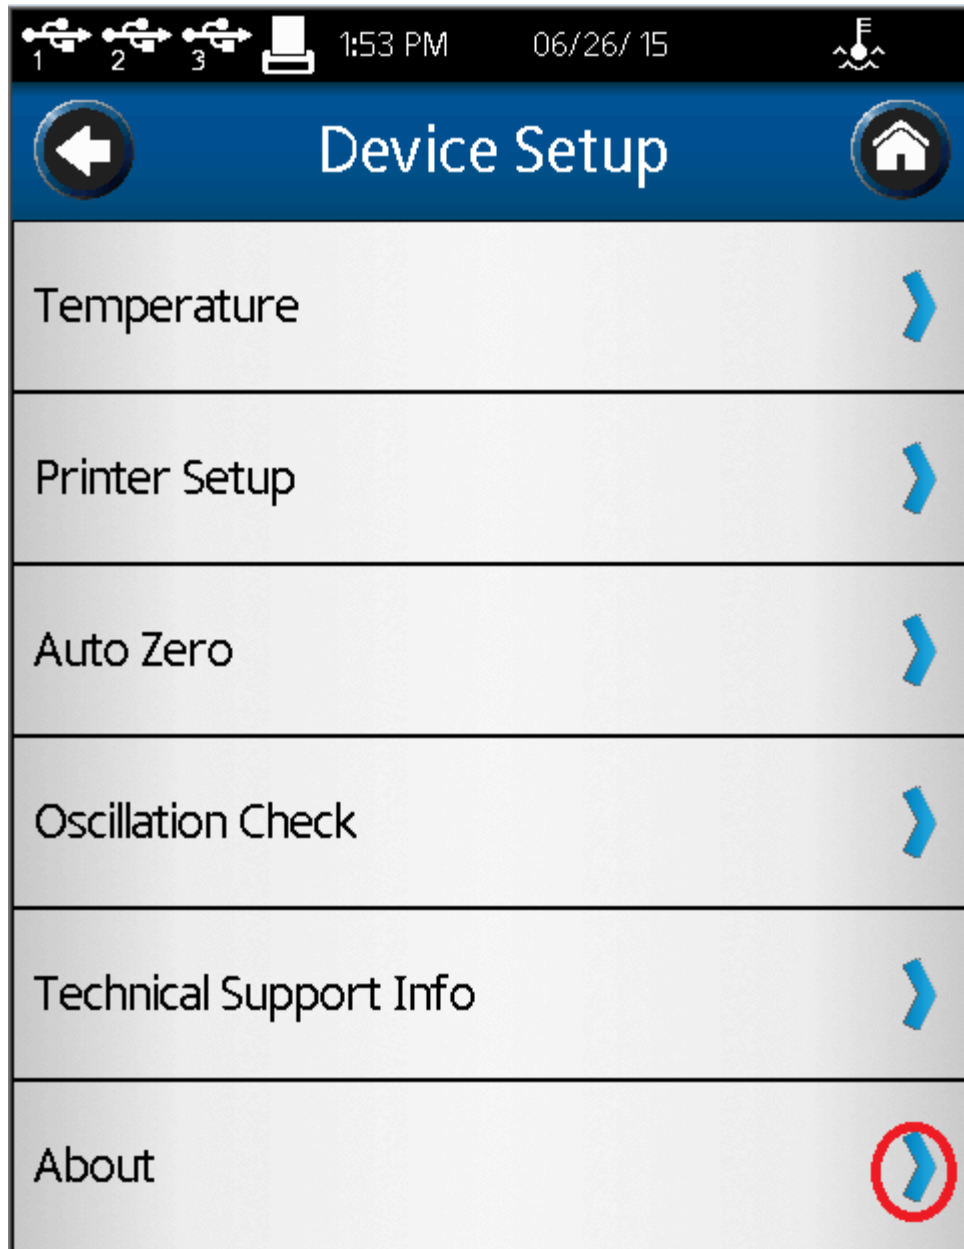 1 2 3 1:53 PM 06/26/ 15
Device Setup
Temperature
Printer Setup
Auto Zero
Oscillation Check
Technical Support Info
About